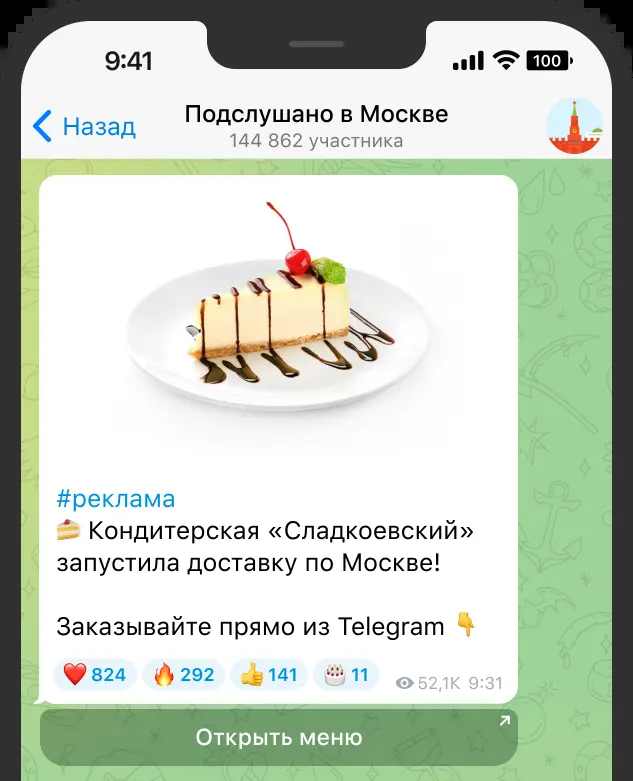 9:41
100
Назад
Подслушано в Москве
144 862 участника
#реклама
🍰 Кондитерская «Сладкоевский»
запустила доставку по Москве!
Заказывайте прямо из Telegram 👇
❤️ 824 🔥 292 👍 141 🎂 11 52,1K 9:31
Открыть меню